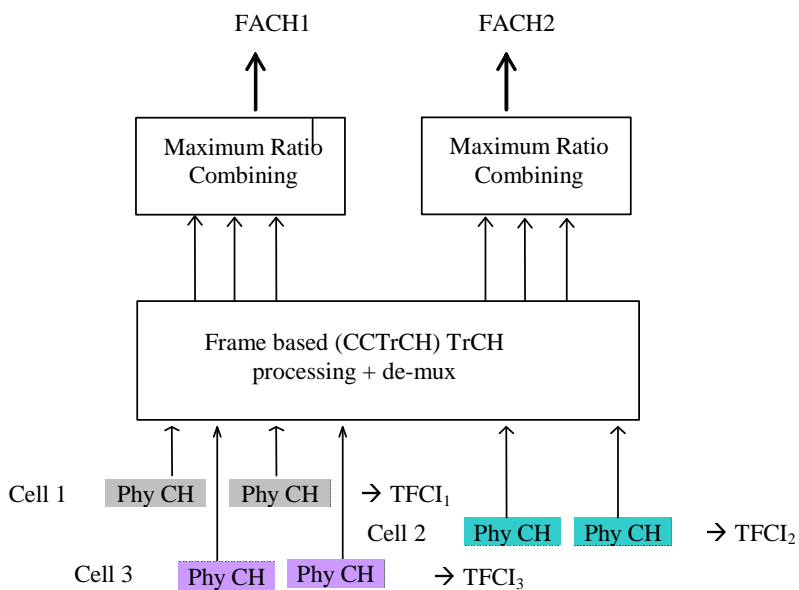 FACH1 FACH2
Maximum Ratio
Combining
Maximum Ratio
Combining
Frame based (CCTrCH) TrCH
processing + de-mux
Cell 1 Phy CH Phy CH → TFCI₁
Cell 2 Phy CH Phy CH → TFCI₂
Cell 3 Phy CH Phy CH → TFCI₃